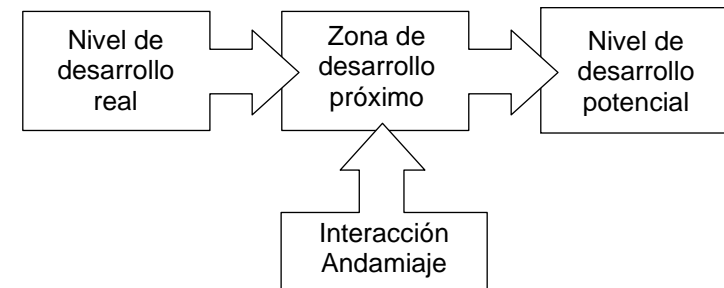 Nivel de
desarrollo
real
Zona de
desarrollo
próximo
Nivel de
desarrollo
potencial
Interacción
Andamiaje